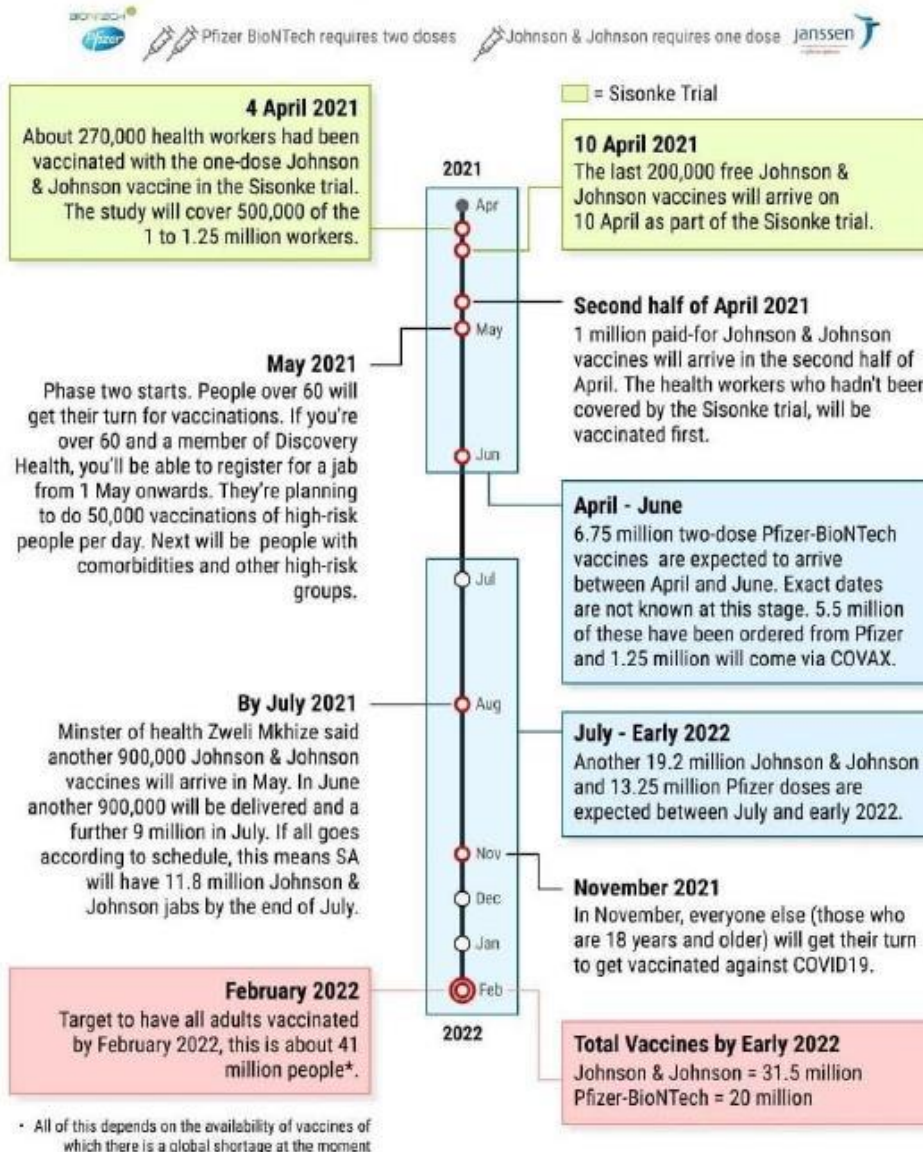 BIONTECH
Pfizer
Pfizer BioNTech requires two doses
Johnson & Johnson requires one dose
janssen
4 April 2021
About 270,000 health workers had been
vaccinated with the one-dose Johnson
& Johnson vaccine in the Sisonke trial.
The study will cover 500,000 of the
1 to 1.25 million workers.
= Sisonke Trial
10 April 2021
The last 200,000 free Johnson &
Johnson vaccines will arrive on
10 April as part of the Sisonke trial.
2021
Apr
Second half of April 2021
1 million paid-for Johnson & Johnson
vaccines will arrive in the second half of
April. The health workers who hadn't been
covered by the Sisonke trial, will be
vaccinated first.
May
May 2021
Phase two starts. People over 60 will
get their turn for vaccinations. If you're
over 60 and a member of Discovery
Health, you'll be able to register for a jab
from 1 May onwards. They're planning
to do 50,000 vaccinations of high-risk
people per day. Next will be people with
comorbidities and other high-risk
groups.
Jun
April - June
6.75 million two-dose Pfizer-BioNTech
vaccines are expected to arrive
between April and June. Exact dates
are not known at this stage. 5.5 million
of these have been ordered from Pfizer
and 1.25 million will come via COVAX.
Jul
By July 2021
Minster of health Zweli Mkhize said
another 900,000 Johnson & Johnson
vaccines will arrive in May. In June
another 900,000 will be delivered and a
further 9 million in July. If all goes
according to schedule, this means SA
will have 11.8 million Johnson &
Johnson jabs by the end of July.
Aug
July - Early 2022
Another 19.2 million Johnson & Johnson
and 13.25 million Pfizer doses are
expected between July and early 2022.
Nov
November 2021
In November, everyone else (those who
are 18 years and older) will get their turn
to get vaccinated against COVID19.
Dec
Jan
Feb
2022
February 2022
Target to have all adults vaccinated
by February 2022, this is about 41
million people*.
Total Vaccines by Early 2022
Johnson & Johnson = 31.5 million
Pfizer-BioNTech = 20 million
• All of this depends on the availability of vaccines of
which there is a global shortage at the moment